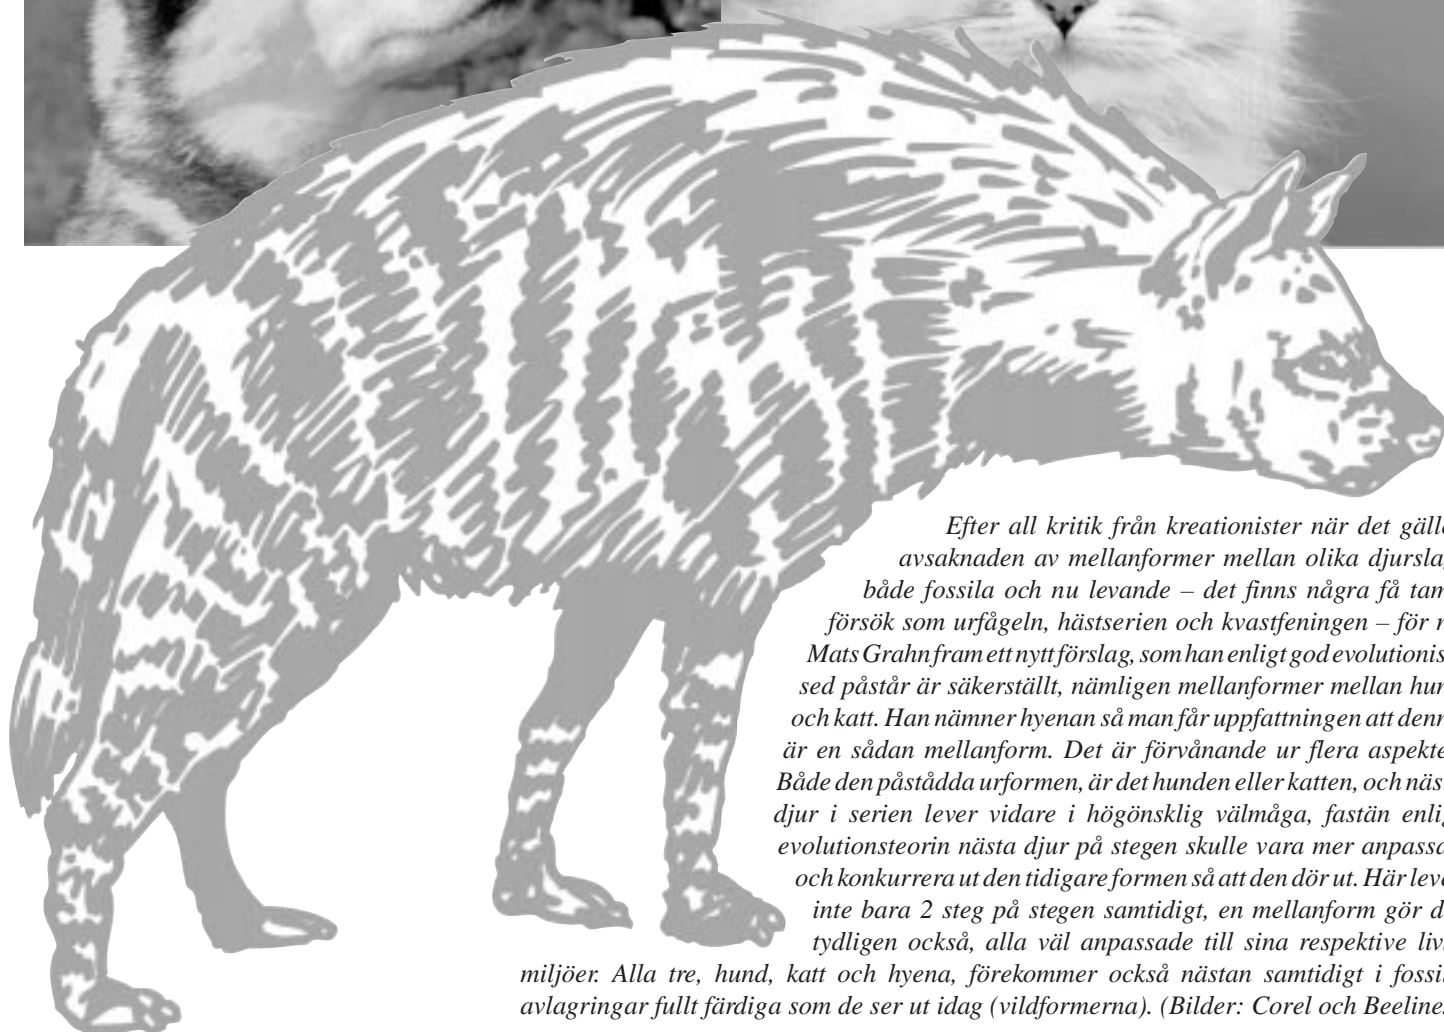 Efter all kritik från kreationister när det gälle
avsaknaden av mellanformer mellan olika djurslag
både fossila och nu levande – det finns några få tam
försök som urfågeln, hästserien och kvastfeningen – för n
Mats Grahn fram ett nytt förslag, som han enligt god evolutionis
sed påstår är säkerställt, nämligen mellanformer mellan hun
och katt. Han nämner hyenan så man får uppfattningen att denn
är en sådan mellanform. Det är förvånande ur flera aspekte
Både den påstådda urformen, är det hunden eller katten, och näs
djur i serien lever vidare i högönsklig välmåga, fastän enlig
evolutionsteorin nästa djur på stegen skulle vara mer anpassa
och konkurrera ut den tidigare formen så att den dör ut. Här leve
inte bara 2 steg på stegen samtidigt, en mellanform gör d
tydligen också, alla väl anpassade till sina respektive liv
miljöer. Alla tre, hund, katt och hyena, förekommer också nästan samtidigt i fossil
avlagringar fullt färdiga som de ser ut idag (vildformerna). (Bilder: Corel och Beeline